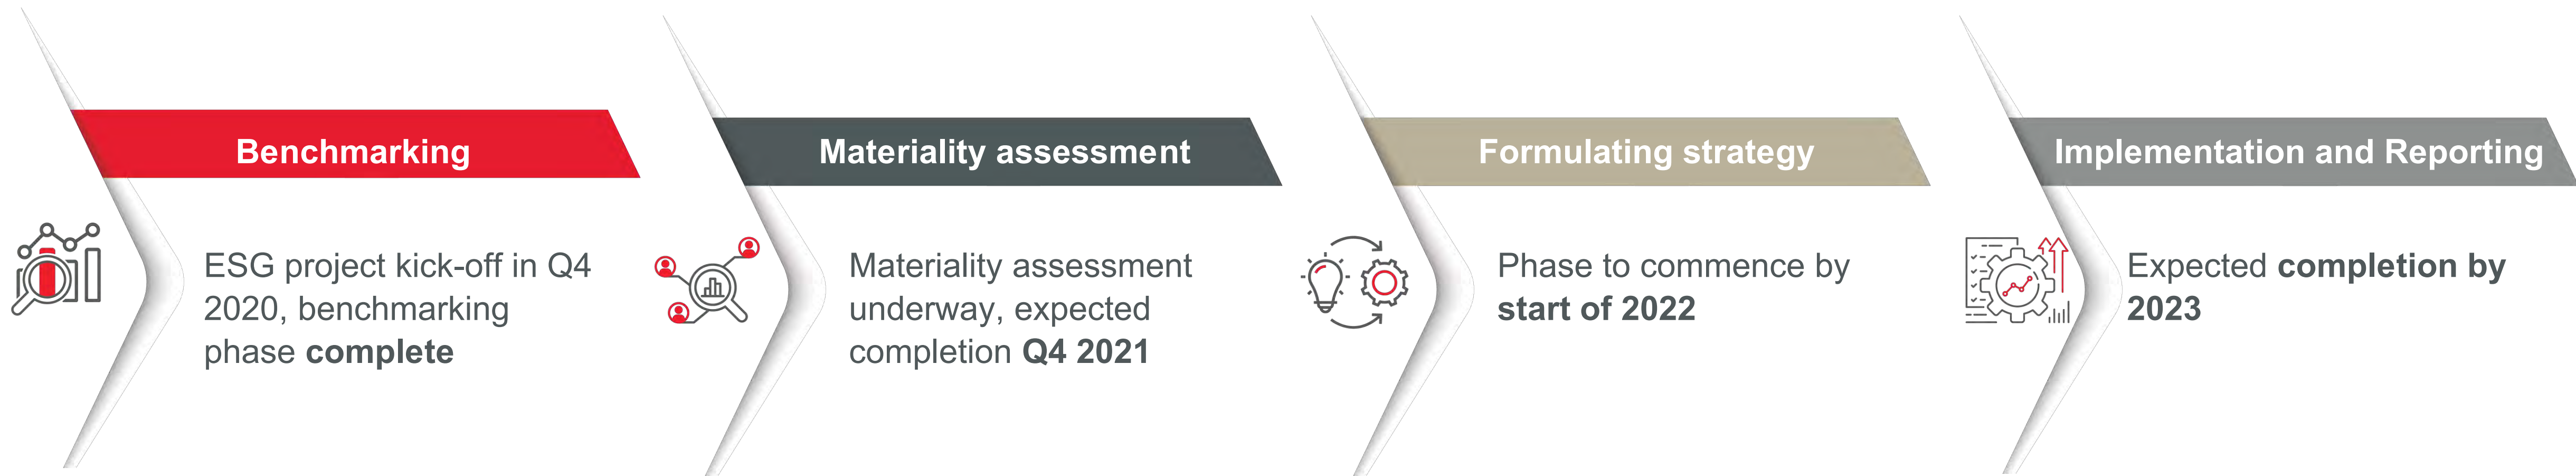 Benchmarking
ESG project kick-off in Q4
2020, benchmarking
phase complete
Materiality assessment
Materiality assessment
underway, expected
completion Q4 2021
Formulating strategy
Phase to commence by
start of 2022
Implementation and Reporting
Expected completion by
2023